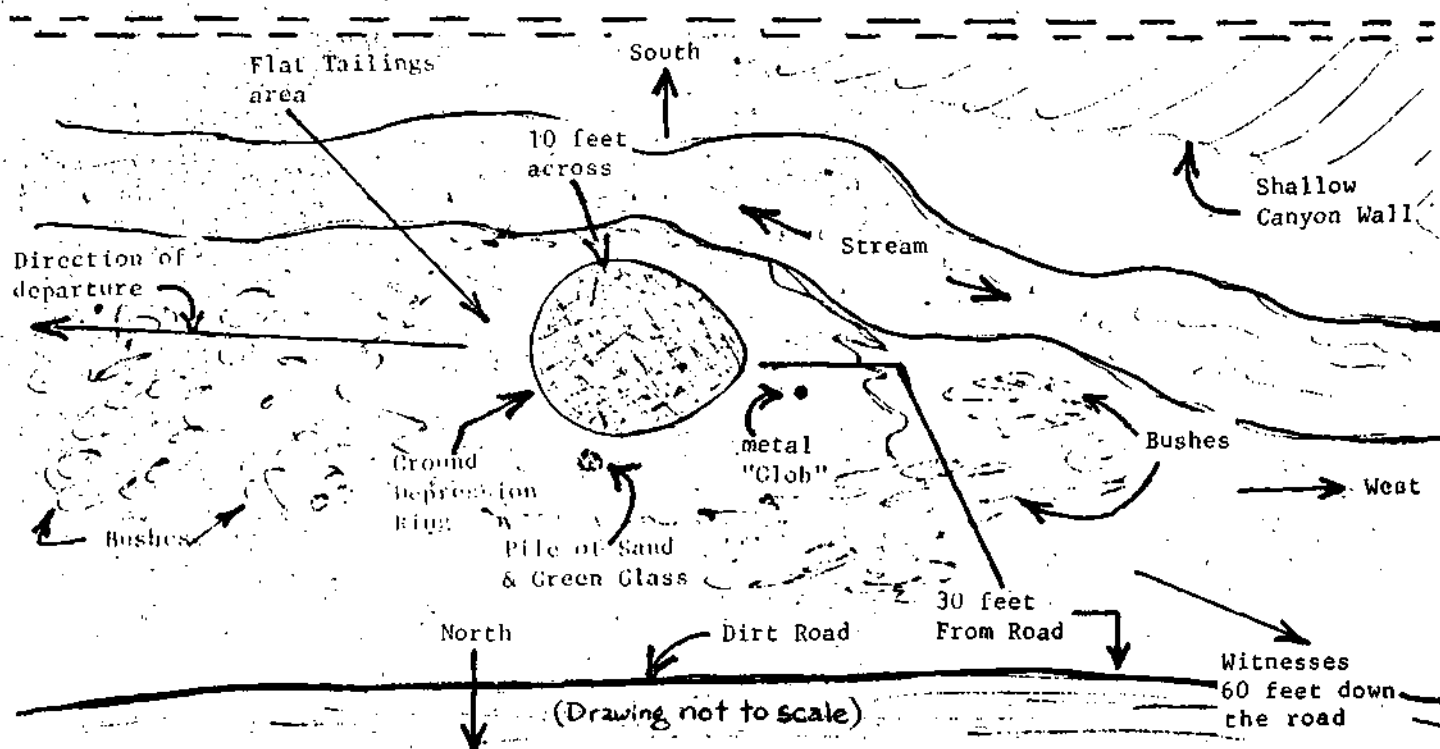 Flat Tailings
area
South
10 feet
across
Shallow
Canyon Wall
Stream
Direction of
departure
metal
"Glob"
Bushes
Ground
Depression
Ring
West
Bushes
Pile of Sand
& Green Glass
30 feet
From Road
North
Dirt Road
Witnesses
60 feet down
the road
(Drawing not to scale)